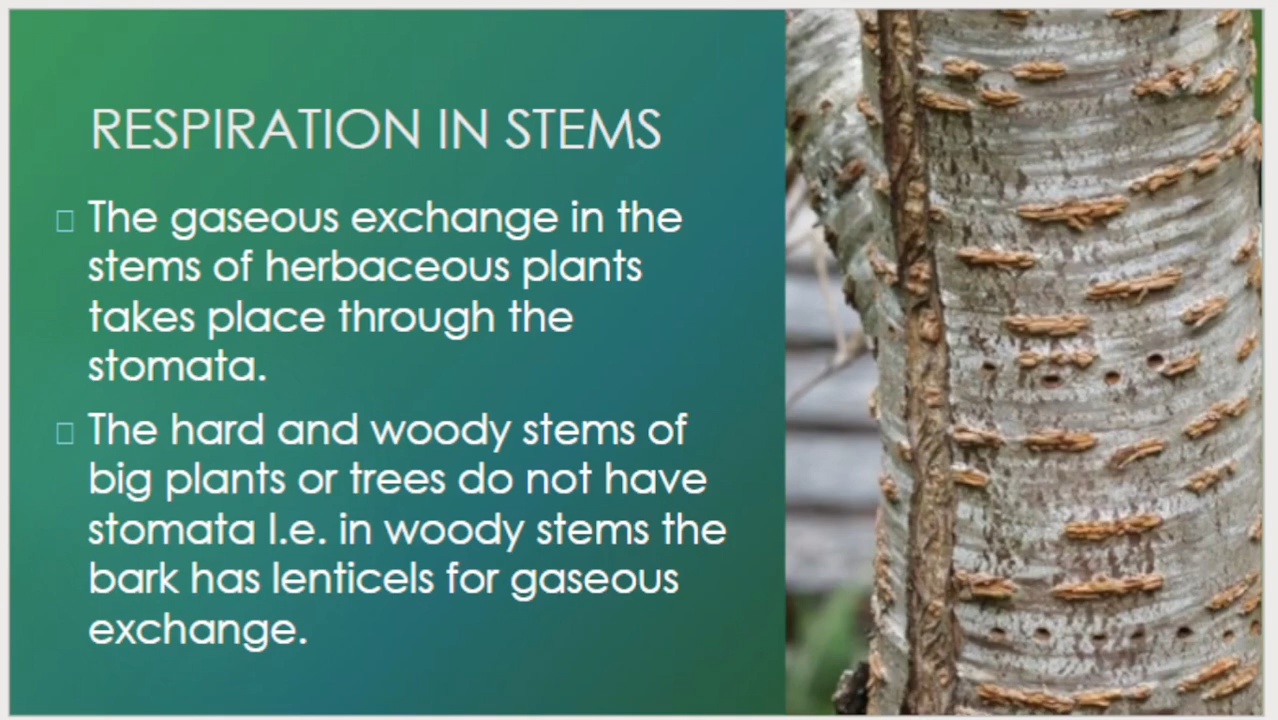 RESPIRATION IN STEMS
The gaseous exchange in the
stems of herbaceous plants
takes place through the
stomata.
The hard and woody stems of
big plants or trees do not have
stomata I.e. in woody stems the
bark has lenticels for gaseous
exchange.